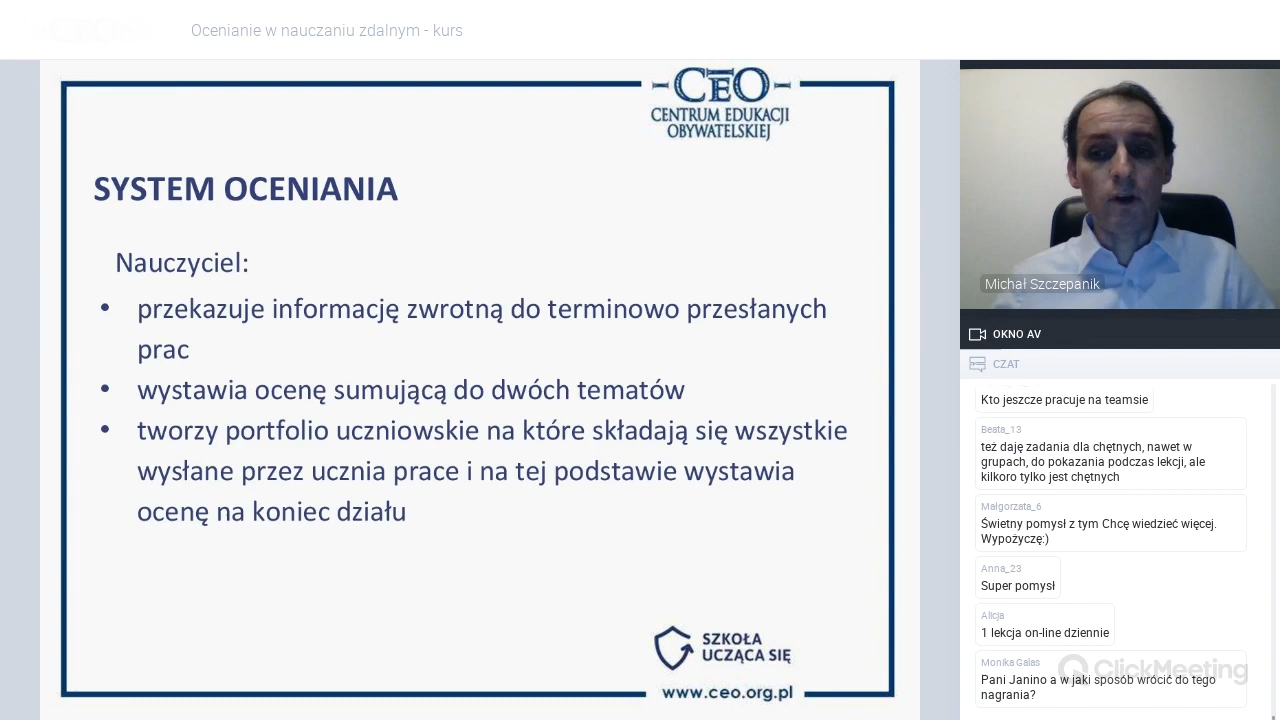 Ocenianie w nauczaniu zdalnym - kurs
CEO
CENTRUM EDUKACJI
OBYWATELSKIEJ
SYSTEM OCENIANIA
Nauczyciel:
• przekazuje informację zwrotną do terminowo przesłanych
prac
• wystawia ocenę sumującą do dwóch tematów
• tworzy portfolio uczniowskie na które składają się wszystkie
wysłane przez ucznia prace i na tej podstawie wystawia
ocenę na koniec działu
SZKOŁA
UCZĄCA SIĘ
www.ceo.org.pl
Michał Szczepanik
OKNO AV
CZAT
Kto jeszcze pracuje na teamsie
Beata_13
też daję zadania dla chętnych, nawet w
grupach, do pokazania podczas lekcji, ale
kilkoro tylko jest chętnych
Małgorzata_6
Świetny pomysł z tym Chcę wiedzieć więcej.
Wypożyczę:)
Anna_23
Super pomysł
Alicja
1 lekcja on-line dziennie
Monika Galas
Pani Janino a w jaki sposób wrócić do tego
nagrania?
ClickMeeting